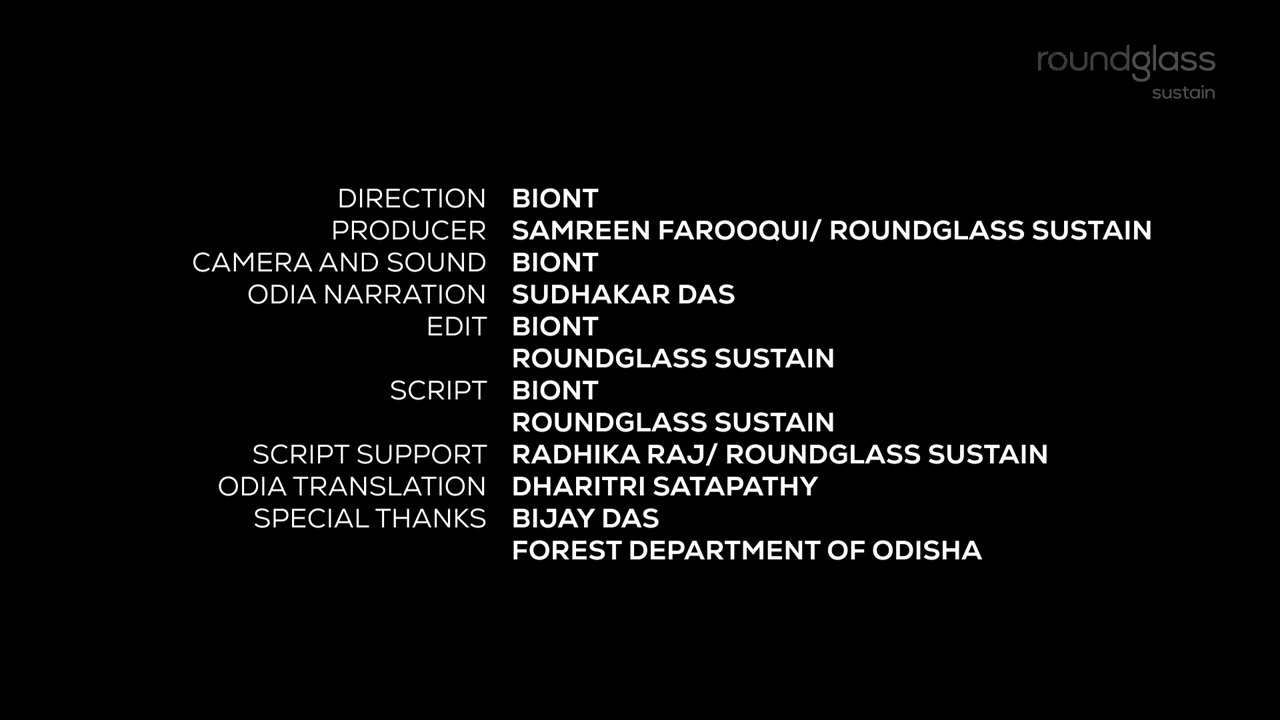 roundglass
sustain
DIRECTION BIONT
PRODUCER SAMREEN FAROOQUI/ ROUNDGLASS SUSTAIN
CAMERA AND SOUND BIONT
ODIA NARRATION SUDHAKAR DAS
EDIT BIONT
ROUNDGLASS SUSTAIN
SCRIPT BIONT
ROUNDGLASS SUSTAIN
SCRIPT SUPPORT RADHIKA RAJ/ ROUNDGLASS SUSTAIN
ODIA TRANSLATION DHARITRI SATAPATHY
SPECIAL THANKS BIJAY DAS
FOREST DEPARTMENT OF ODISHA